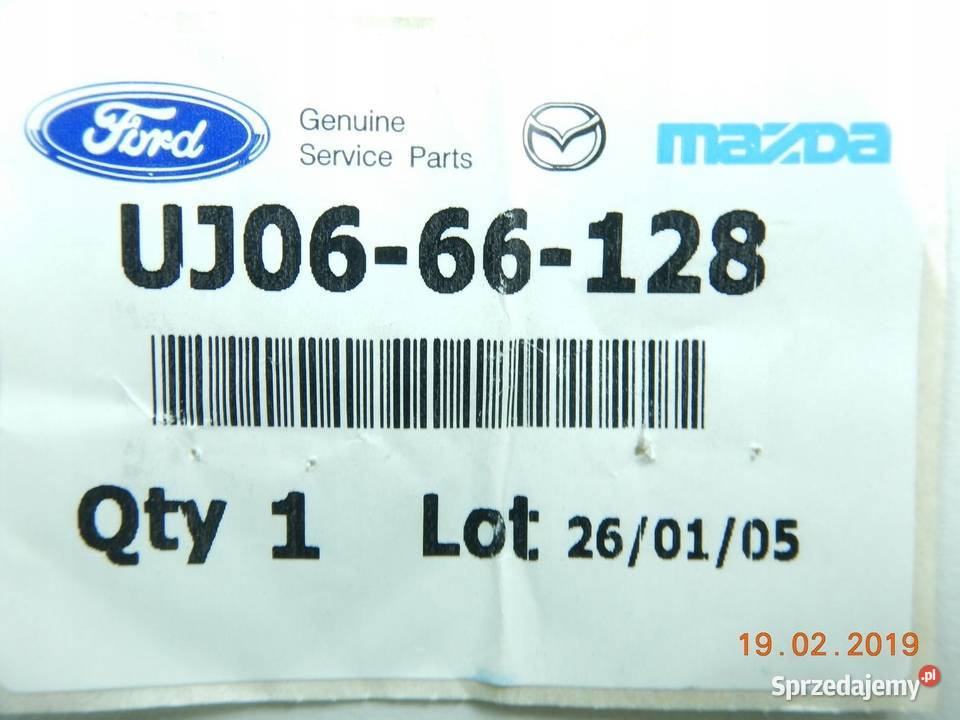 Ford Genuine mazda
Service Parts
UJ06-66-128
Qty 1 Lot: 26/01/05
19.02.2019
Sprzedajemy.pl